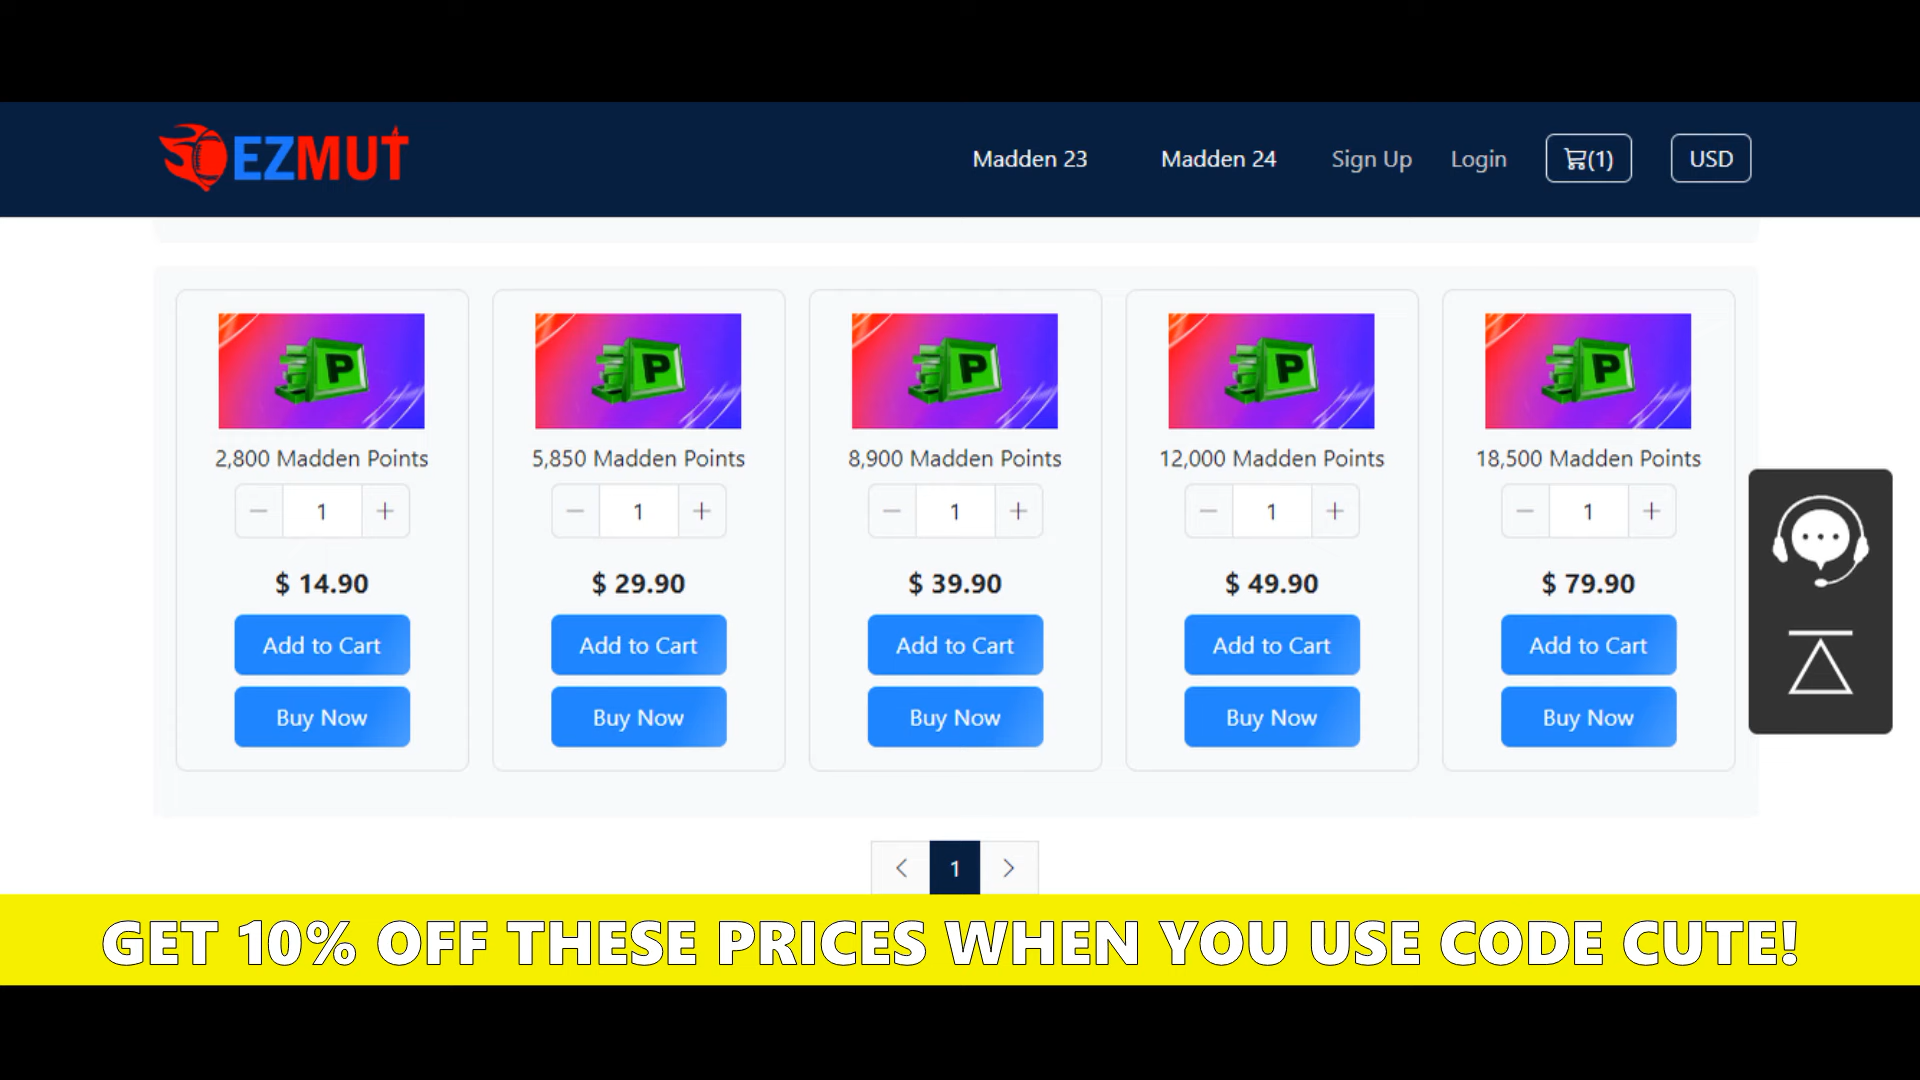 EZMUT
Madden 23 Madden 24 Sign Up Login (1) USD
P P P P P
2,800 Madden Points 5,850 Madden Points 8,900 Madden Points 12,000 Madden Points 18,500 Madden Points
− 1 + − 1 + − 1 + − 1 + − 1 +
$ 14.90 $ 29.90 $ 39.90 $ 49.90 $ 79.90
Add to Cart Add to Cart Add to Cart Add to Cart Add to Cart
Buy Now Buy Now Buy Now Buy Now Buy Now
< 1 >
GET 10% OFF THESE PRICES WHEN YOU USE CODE CUTE!